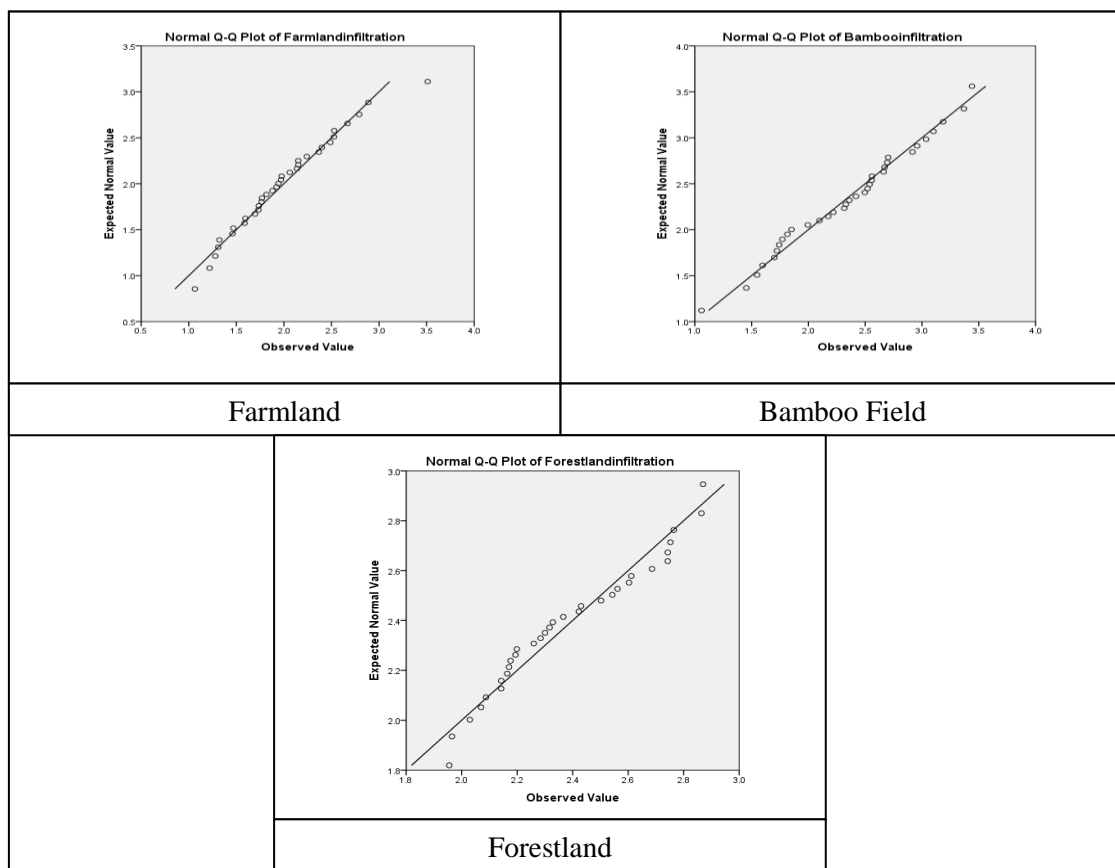 Normal Q-Q Plot of Farmlandinfiltration
Expected Normal Value
3.5
3.0
2.5
2.0
1.5
1.0
0.5
0.5 1.0 1.5 2.0 2.5 3.0 3.5 4.0
Observed Value
Farmland
Normal Q-Q Plot of Bambooinfiltration
Expected Normal Value
4.0
3.5
3.0
2.5
2.0
1.5
1.0
1.0 1.5 2.0 2.5 3.0 3.5 4.0
Observed Value
Bamboo Field
Normal Q-Q Plot of Forestlandinfiltration
Expected Normal Value
3.0
2.8
2.6
2.4
2.2
2.0
1.8
1.8 2.0 2.2 2.4 2.6 2.8 3.0
Observed Value
Forestland